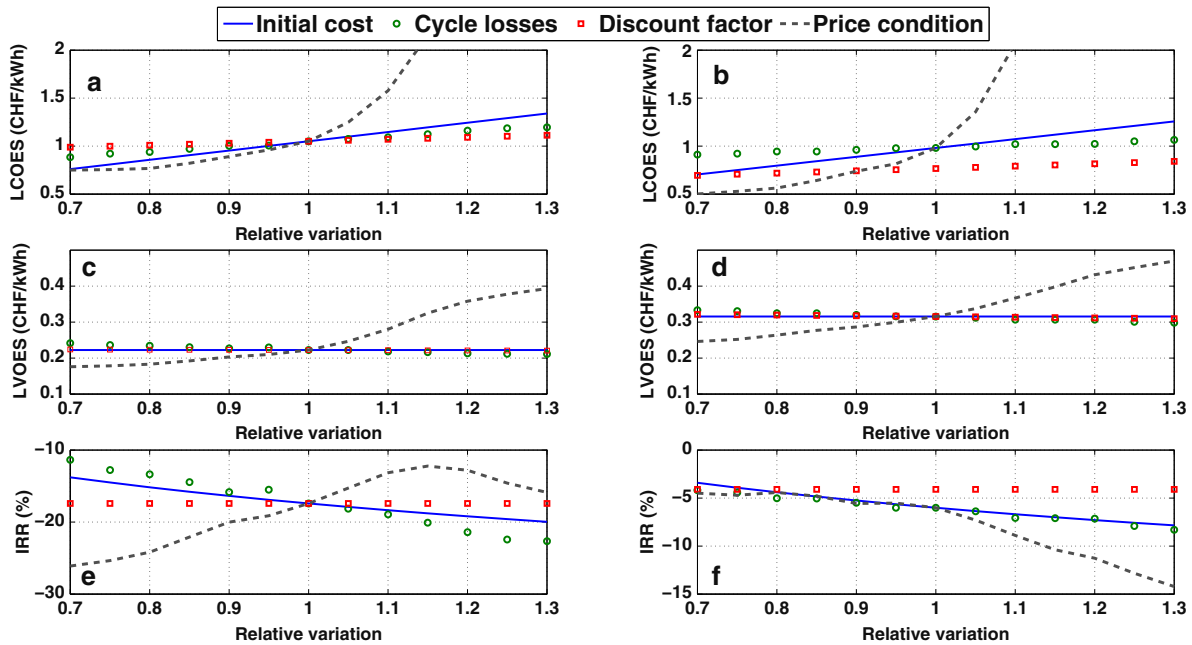 Initial cost Cycle losses Discount factor Price condition
a
LCOES (CHF/kWh)
2
1.5
1
0.5
0.7 0.8 0.9 1 1.1 1.2 1.3
Relative variation
b
LCOES (CHF/kWh)
2
1.5
1
0.5
0.7 0.8 0.9 1 1.1 1.2 1.3
Relative variation
c
LVOES (CHF/kWh)
0.4
0.3
0.2
0.1
0.7 0.8 0.9 1 1.1 1.2 1.3
Relative variation
d
LVOES (CHF/kWh)
0.4
0.3
0.2
0.1
0.7 0.8 0.9 1 1.1 1.2 1.3
Relative variation
e
IRR (%)
−10
−20
−30
0.7 0.8 0.9 1 1.1 1.2 1.3
Relative variation
f
IRR (%)
0
−5
−10
−15
0.7 0.8 0.9 1 1.1 1.2 1.3
Relative variation